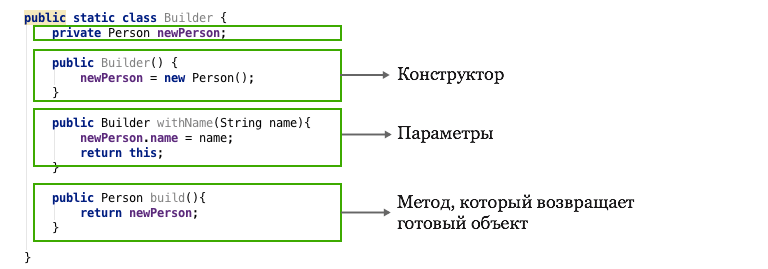 public static class Builder {
private Person newPerson;
public Builder() {
newPerson = new Person();
}
Конструктор
public Builder withName(String name){
newPerson.name = name;
return this;
}
Параметры
public Person build(){
return newPerson;
}
Метод, который возвращает
готовый объект
}